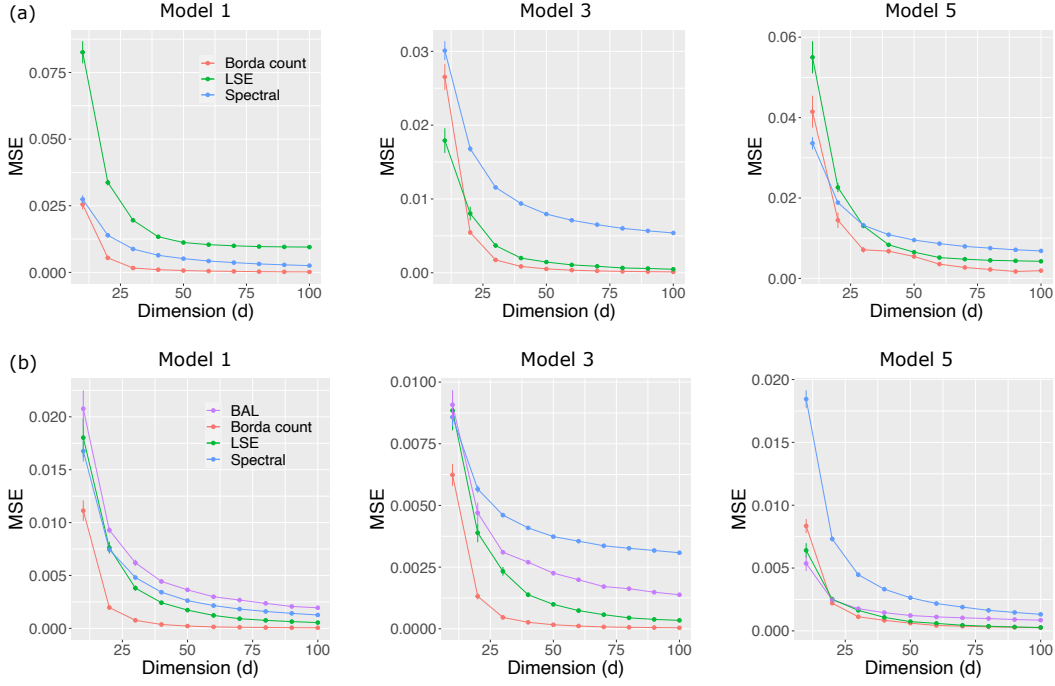 (a)
Model 1
Model 3
Model 5
MSE
0.075
0.050
0.025
0.000
Borda count
LSE
Spectral
25
50
75
100
Dimension (d)
MSE
0.03
0.02
0.01
0.00
25
50
75
100
Dimension (d)
MSE
0.06
0.04
0.02
0.00
25
50
75
100
Dimension (d)
(b)
Model 1
Model 3
Model 5
MSE
0.020
0.015
0.010
0.005
0.000
BAL
Borda count
LSE
Spectral
25
50
75
100
Dimension (d)
MSE
0.0100
0.0075
0.0050
0.0025
0.0000
25
50
75
100
Dimension (d)
MSE
0.020
0.015
0.010
0.005
0.000
25
50
75
100
Dimension (d)